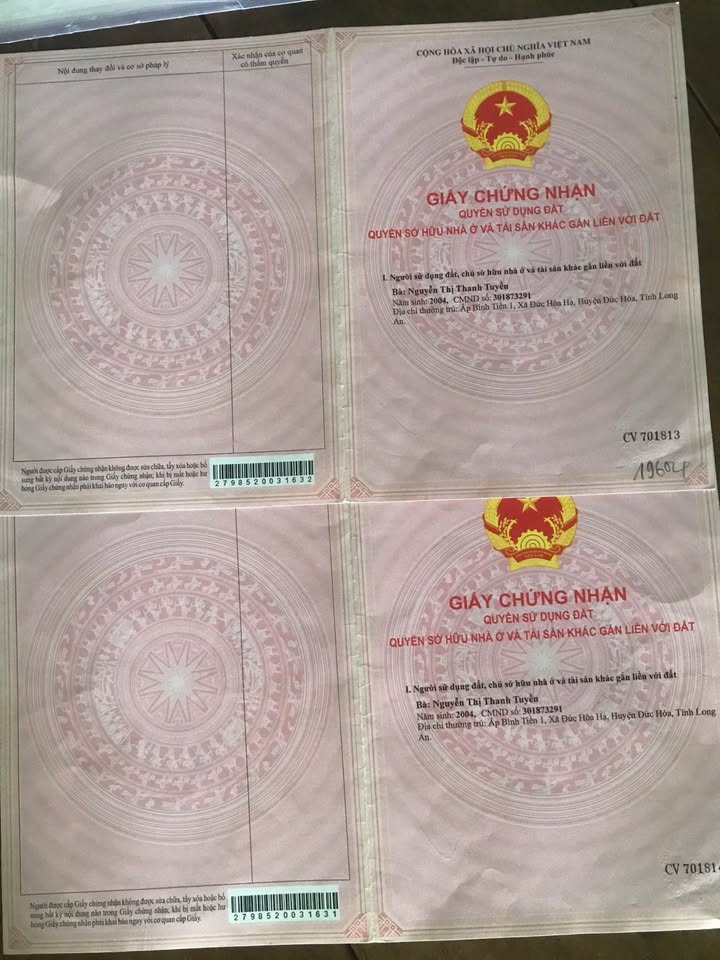 Nội dung thay đổi và cơ sở pháp lý
Xác nhận của cơ quan
có thẩm quyền
Người được cấp Giấy chứng nhận không được sửa chữa, tẩy xóa hoặc bổ
sung bất kỳ nội dung nào trong Giấy chứng nhận; khi bị mất hoặc hư
hỏng Giấy chứng nhận phải khai báo ngay với cơ quan cấp Giấy.
2798520031632
CỘNG HÒA XÃ HỘI CHỦ NGHĨA VIỆT NAM
Độc lập - Tự do - Hạnh phúc
GIẤY CHỨNG NHẬN
QUYỀN SỬ DỤNG ĐẤT
QUYỀN SỞ HỮU NHÀ Ở VÀ TÀI SẢN KHÁC GẮN LIỀN VỚI ĐẤT
I. Người sử dụng đất, chủ sở hữu nhà ở và tài sản khác gắn liền với đất
Bà: Nguyễn Thị Thanh Tuyền
Năm sinh: 2004, CMND số: 301873291
Địa chỉ thường trú: Ấp Bình Tiền 1, Xã Đức Hòa Hạ, Huyện Đức Hòa, Tỉnh Long
An.
CV 701813
Người được cấp Giấy chứng nhận không được sửa chữa, tẩy xóa hoặc bổ
sung bất kỳ nội dung nào trong Giấy chứng nhận; khi bị mất hoặc hư
hỏng Giấy chứng nhận phải khai báo ngay với cơ quan cấp Giấy.
2798520031631
GIẤY CHỨNG NHẬN
QUYỀN SỬ DỤNG ĐẤT
QUYỀN SỞ HỮU NHÀ Ở VÀ TÀI SẢN KHÁC GẮN LIỀN VỚI ĐẤT
I. Người sử dụng đất, chủ sở hữu nhà ở và tài sản khác gắn liền với đất
Bà: Nguyễn Thị Thanh Tuyền
Năm sinh: 2004, CMND số: 301873291
Địa chỉ thường trú: Ấp Bình Tiền 1, Xã Đức Hòa Hạ, Huyện Đức Hòa, Tỉnh Long
An.
CV 70181